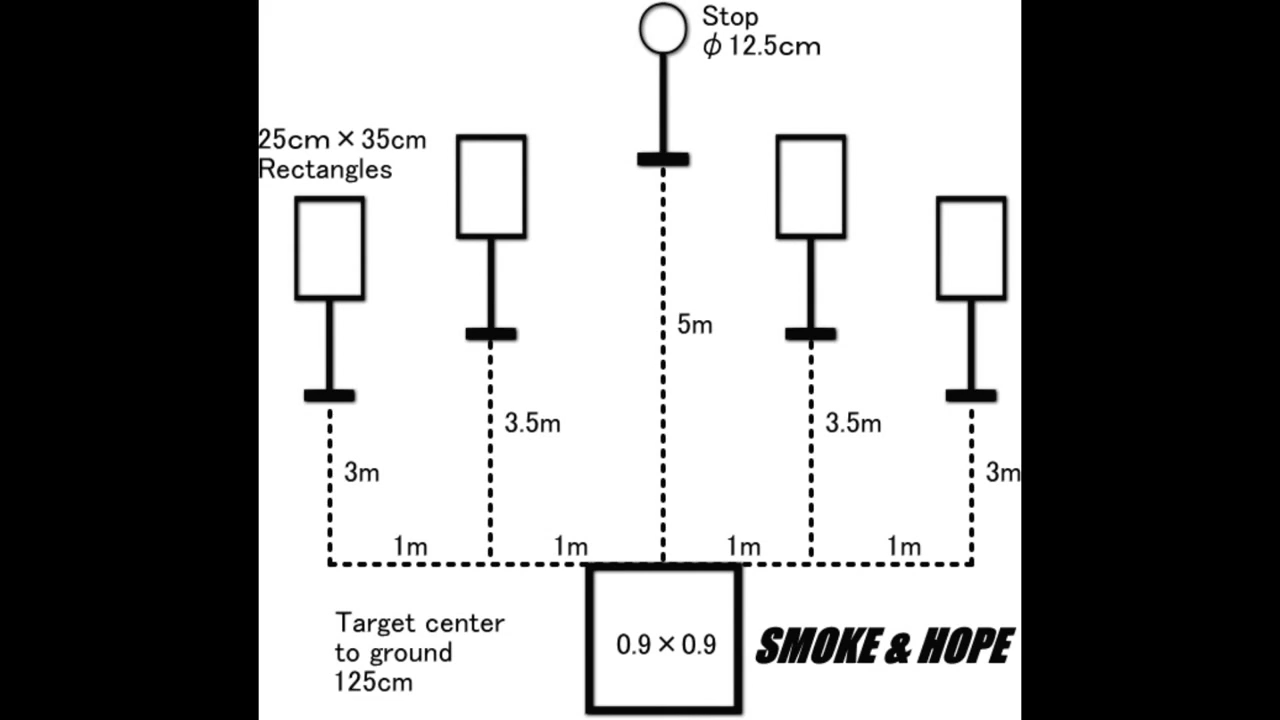 Stop
φ 12.5cm
25cm×35cm
Rectangles
5m
3.5m
3.5m
3m
3m
1m
1m
1m
1m
Target center
to ground
125cm
0.9×0.9
SMOKE & HOPE